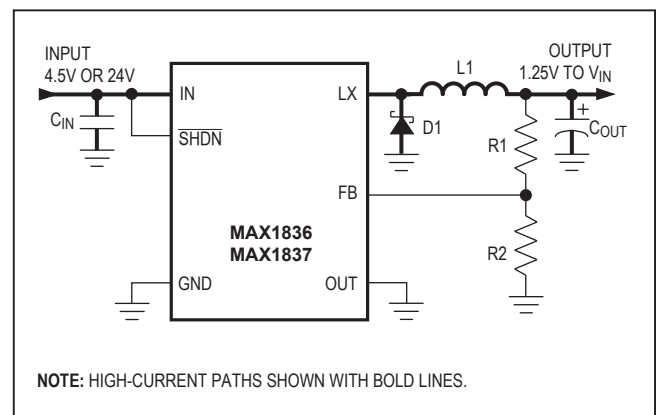 INPUT
4.5V OR 24V
OUTPUT
1.25V TO VIN
L1
IN
LX
CIN
SHDN
D1
R1
+
COUT
FB
MAX1836
MAX1837
R2
GND
OUT
NOTE: HIGH-CURRENT PATHS SHOWN WITH BOLD LINES.